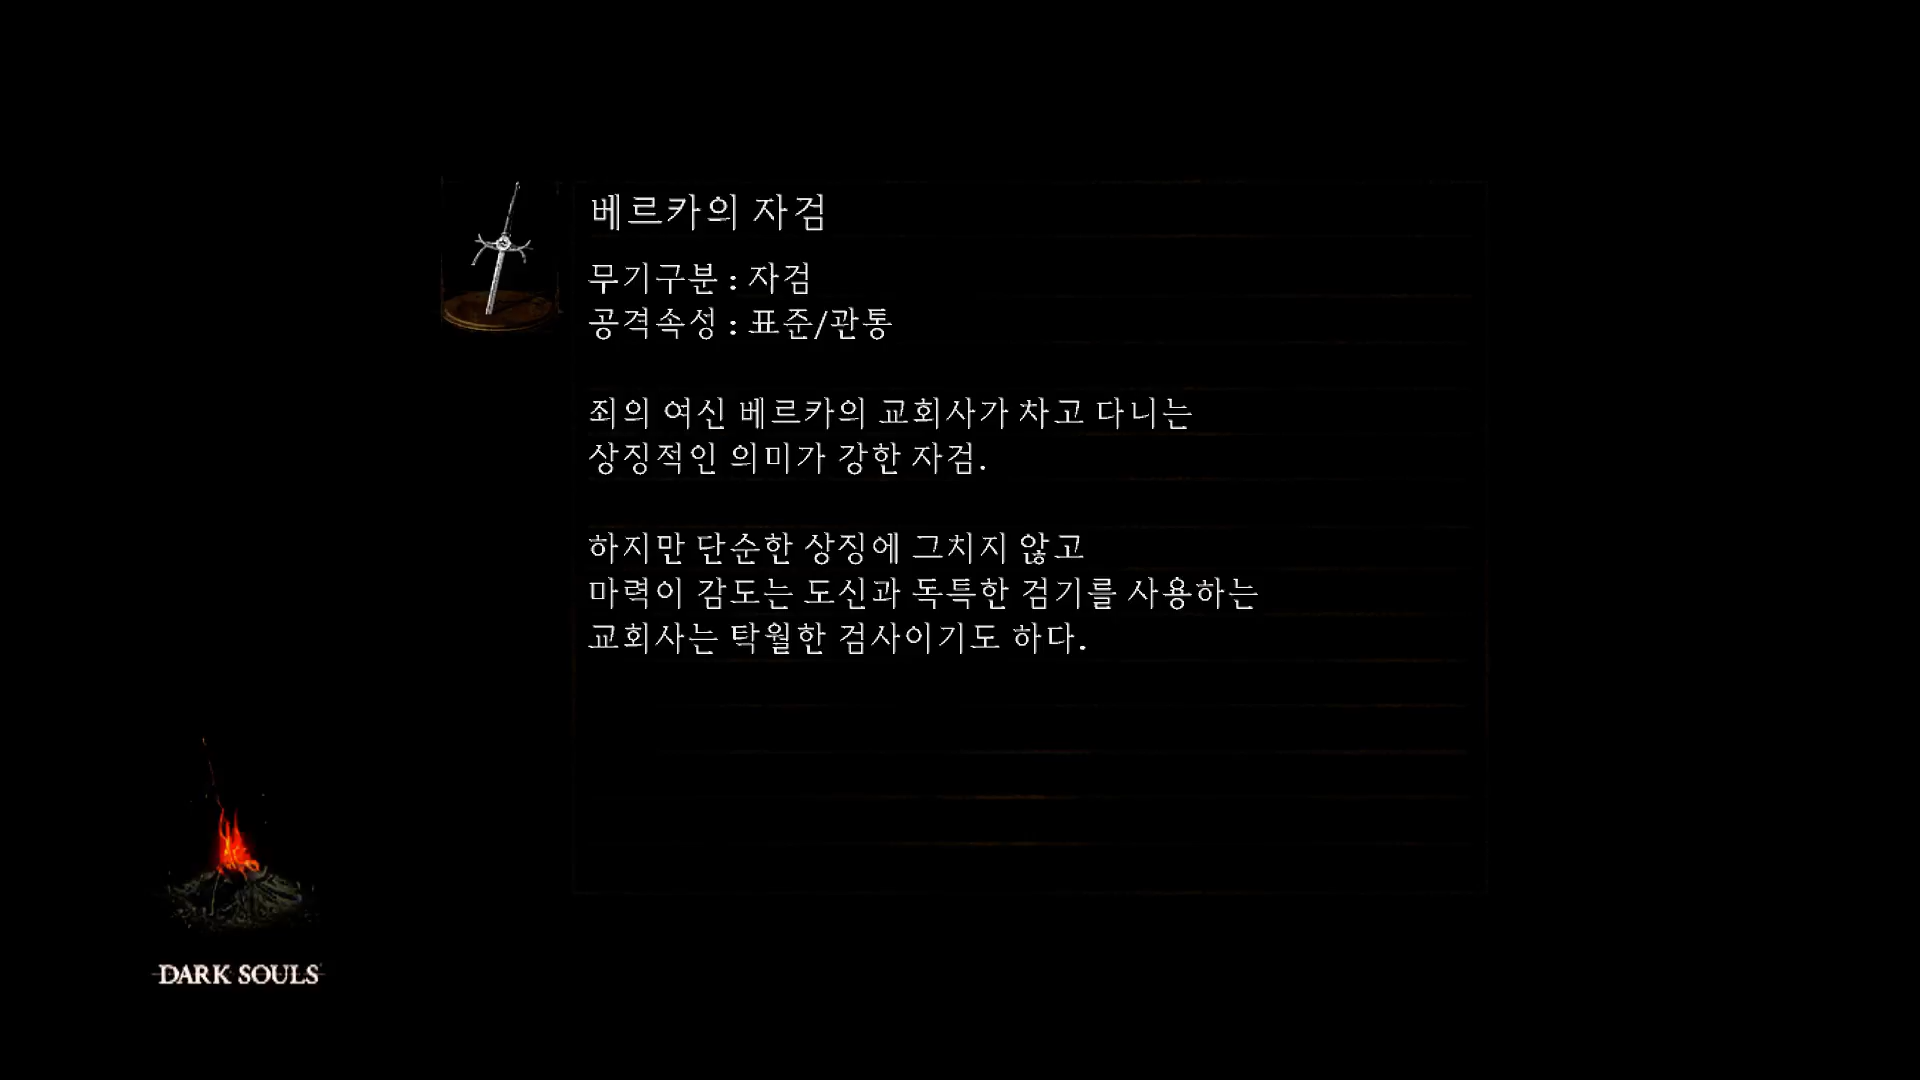 베르카의 자검
무기구분 : 자검
공격속성 : 표준/관통
죄의 여신 베르카의 교회사가 차고 다니는
상징적인 의미가 강한 자검.
하지만 단순한 상징에 그치지 않고
마력이 감도는 도신과 독특한 검기를 사용하는
교회사는 탁월한 검사이기도 하다.
DARK SOULS